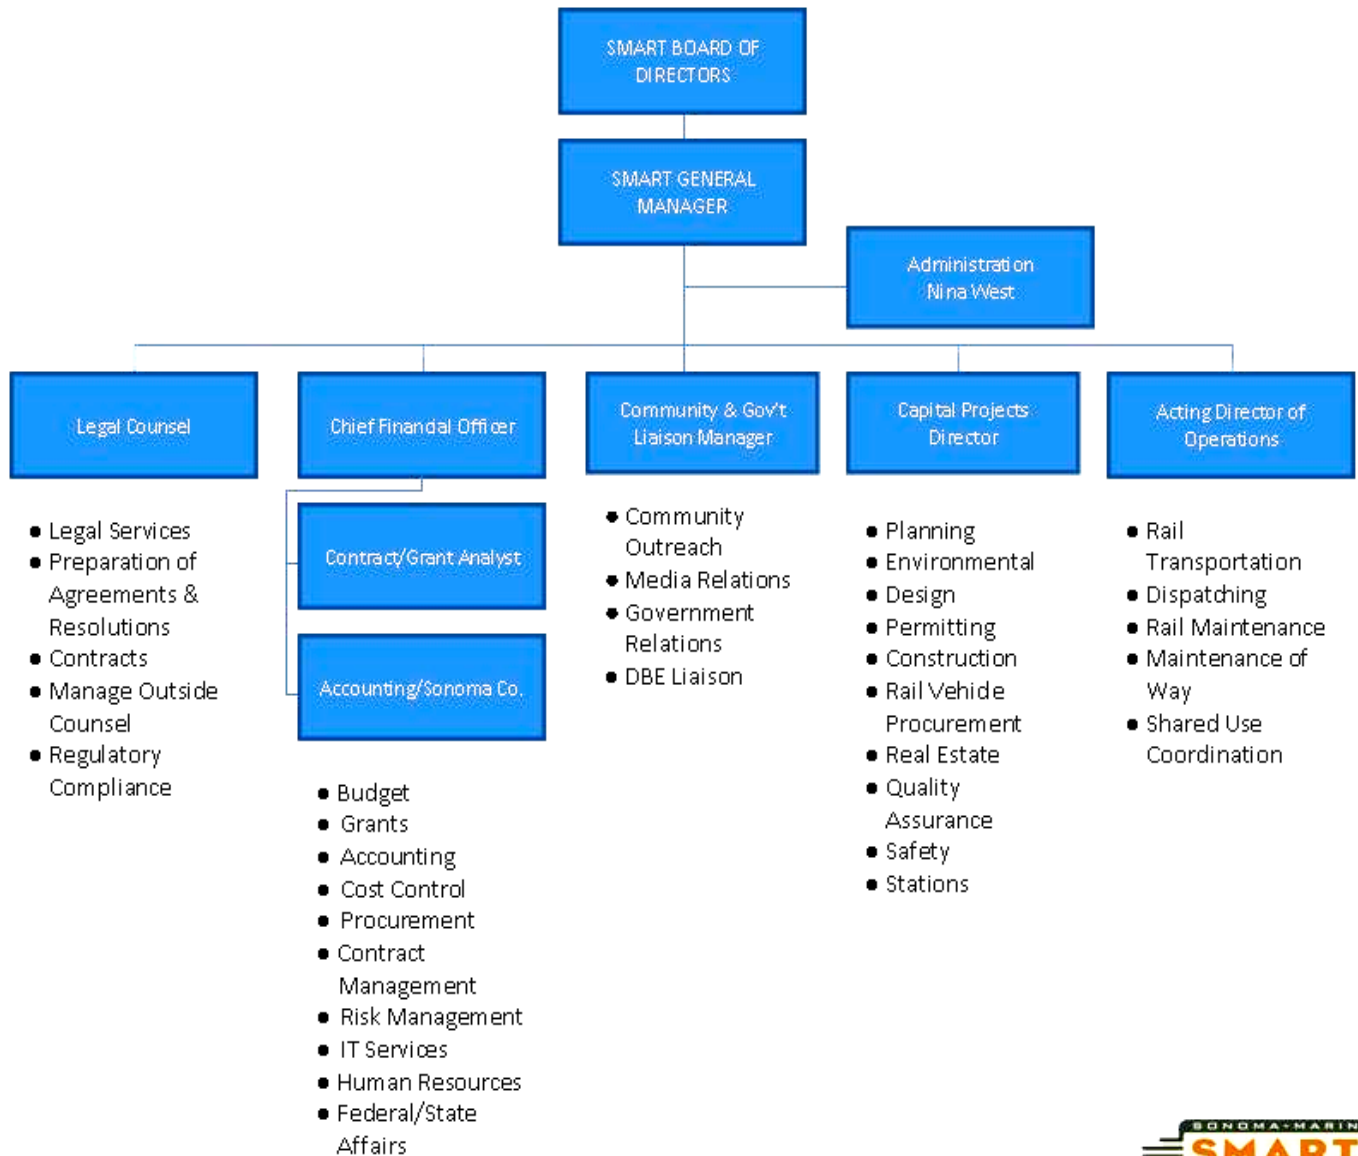 SMART BOARD OF
DIRECTORS
SMART GENERAL
MANAGER
Administration
Nina West
Legal Counsel
Chief Financial Officer
Community & Gov't
Liaison Manager
Capital Projects
Director
Acting Director of
Operations
● Legal Services
● Preparation of
Agreements &
Resolutions
● Contracts
● Manage Outside
Counsel
● Regulatory
Compliance
Contract/Grant Analyst
Accounting/Sonoma Co.
● Budget
● Grants
● Accounting
● Cost Control
● Procurement
● Contract
Management
● Risk Management
● IT Services
● Human Resources
● Federal/State
Affairs
● Community
Outreach
● Media Relations
● Government
Relations
● DBE Liaison
● Planning
● Environmental
● Design
● Permitting
● Construction
● Rail Vehicle
Procurement
● Real Estate
● Quality
Assurance
● Safety
● Stations
● Rail
Transportation
● Dispatching
● Rail Maintenance
● Maintenance of
Way
● Shared Use
Coordination
SONOMA-MARIN
SMART